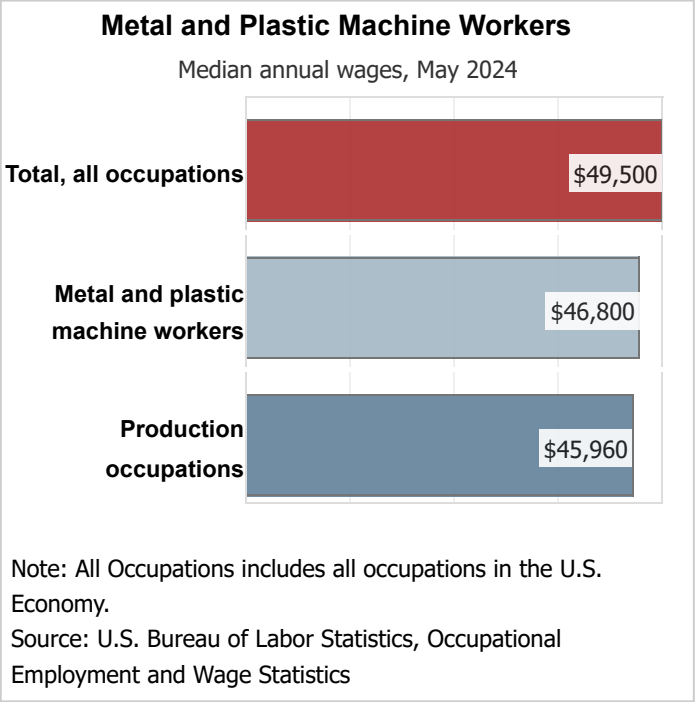 Metal and Plastic Machine Workers
Median annual wages, May 2024
Total, all occupations
$49,500
Metal and plastic
machine workers
$46,800
Production
occupations
$45,960
Note: All Occupations includes all occupations in the U.S.
Economy.
Source: U.S. Bureau of Labor Statistics, Occupational
Employment and Wage Statistics